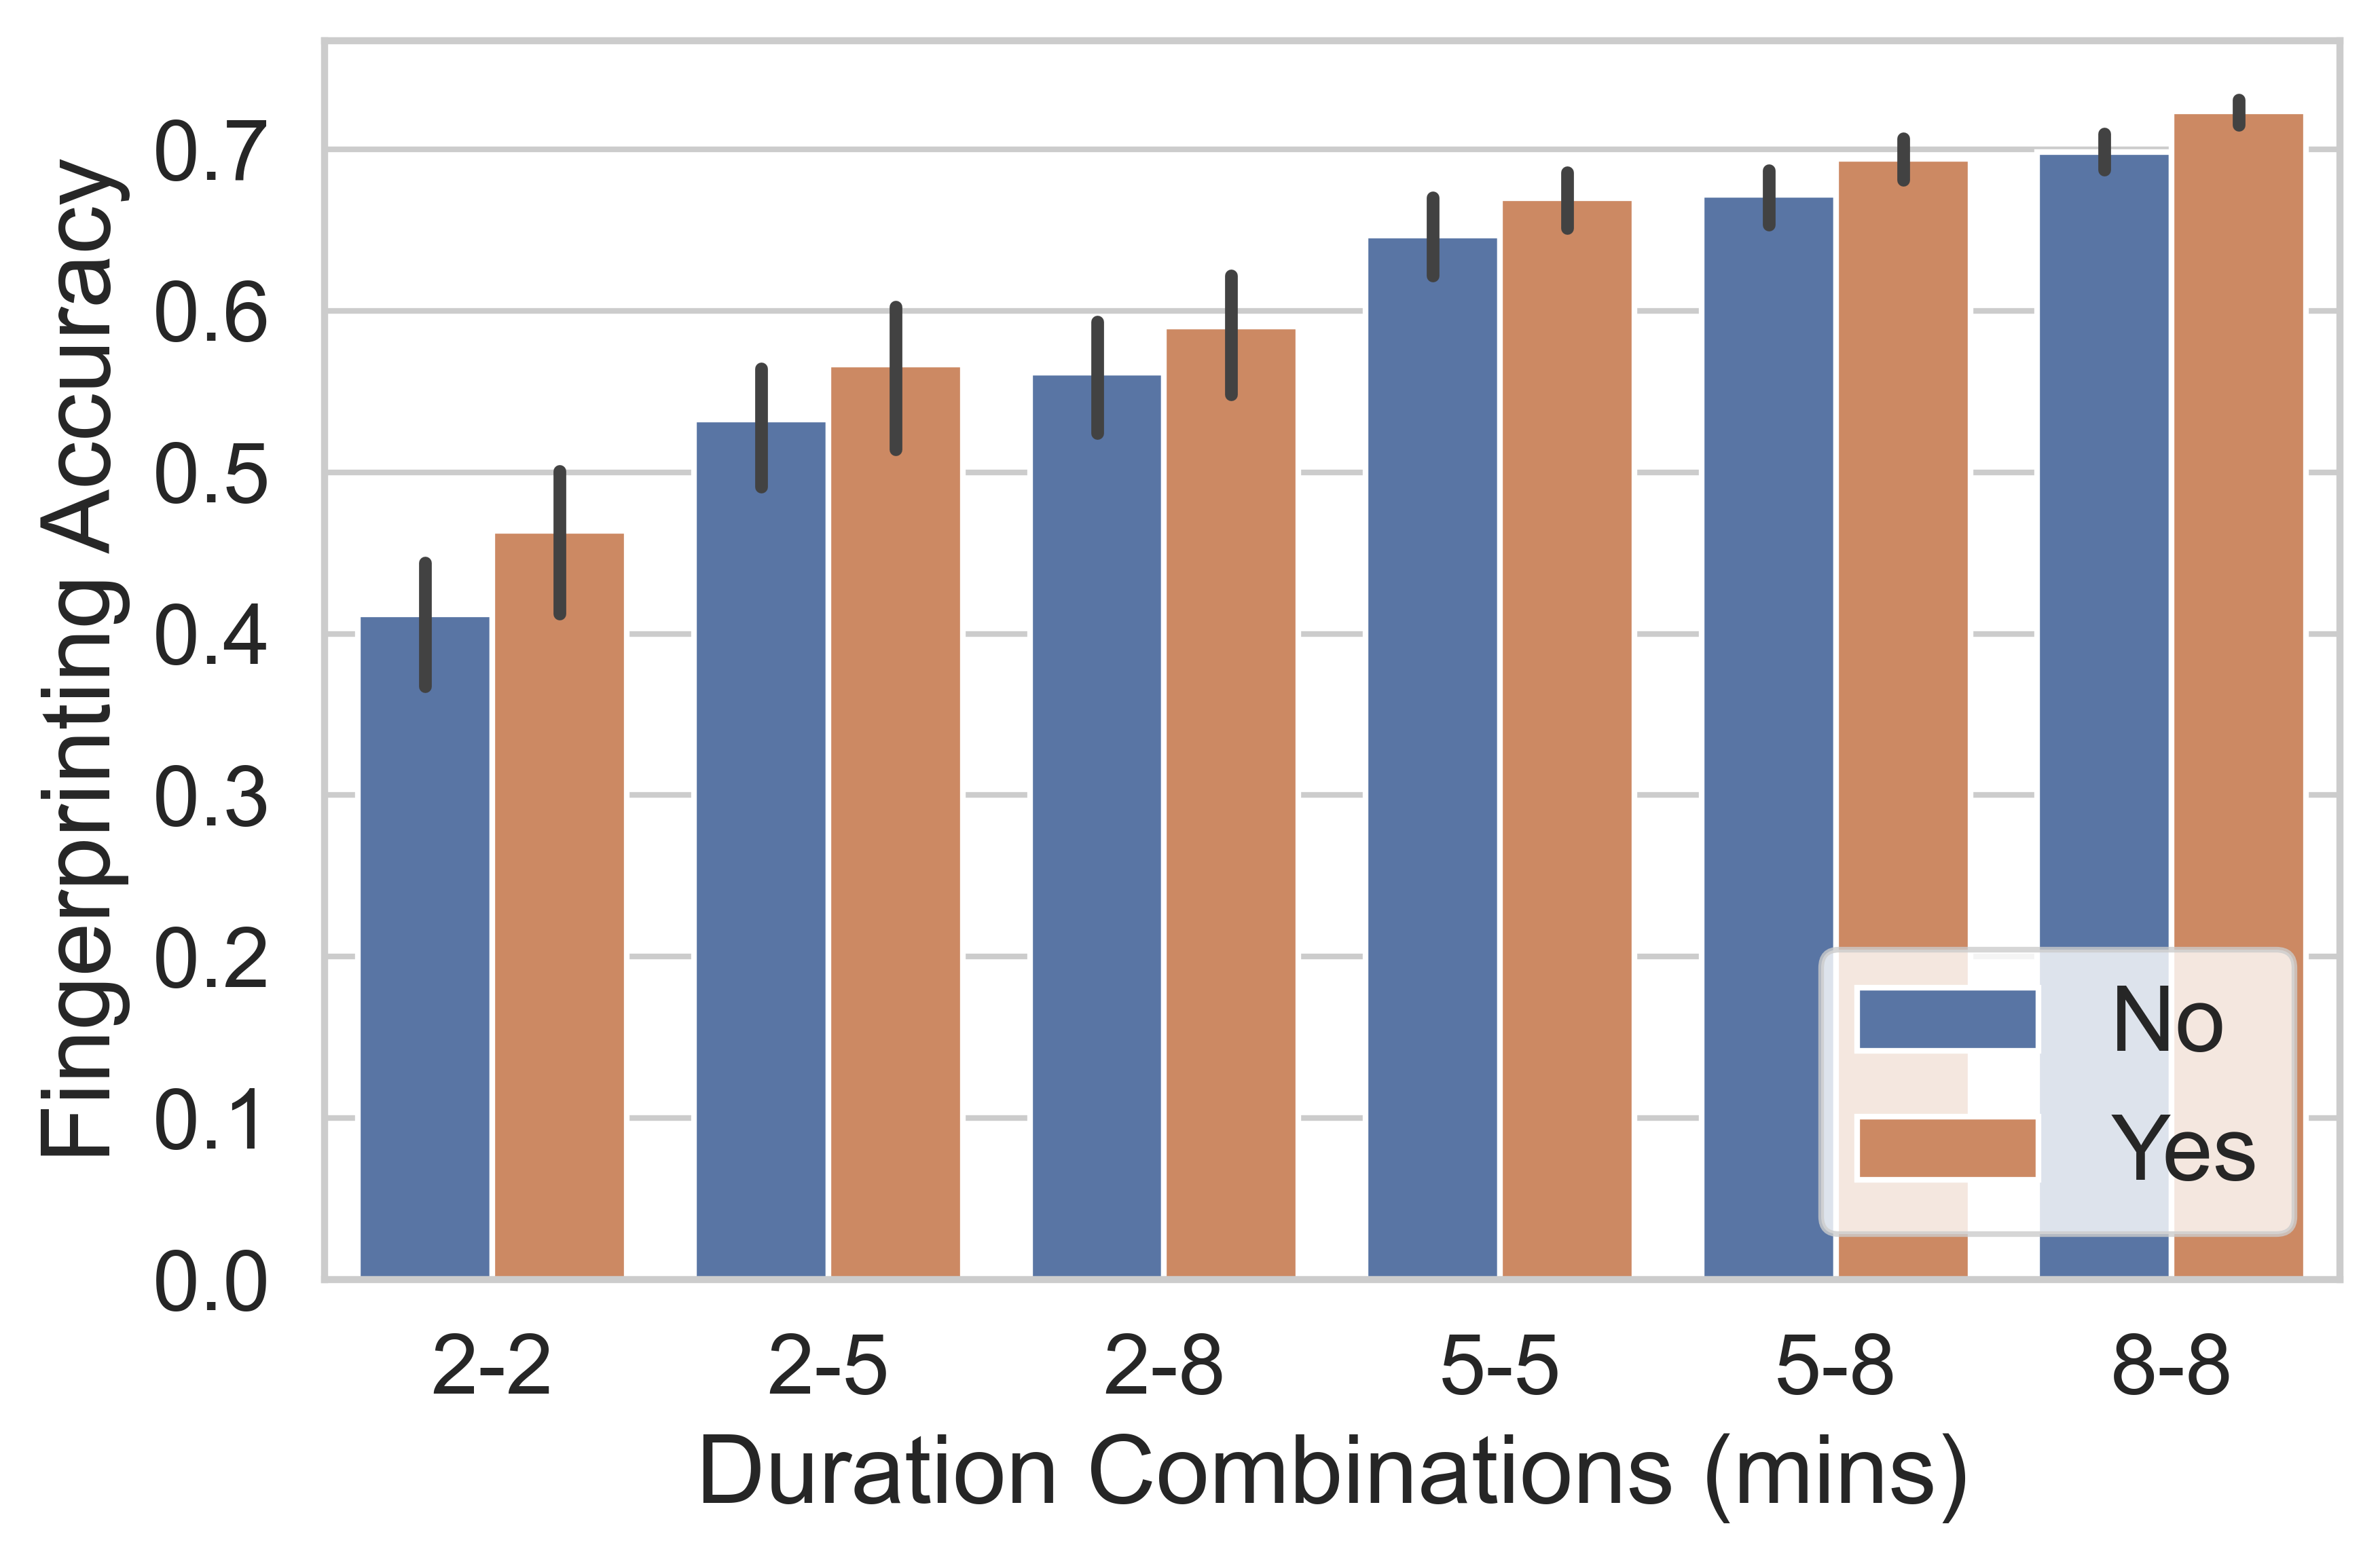 Fingerprinting Accuracy
0.7
0.6
0.5
0.4
0.3
0.2
0.1
0.0
No
Yes
2-2 2-5 2-8 5-5 5-8 8-8
Duration Combinations (mins)